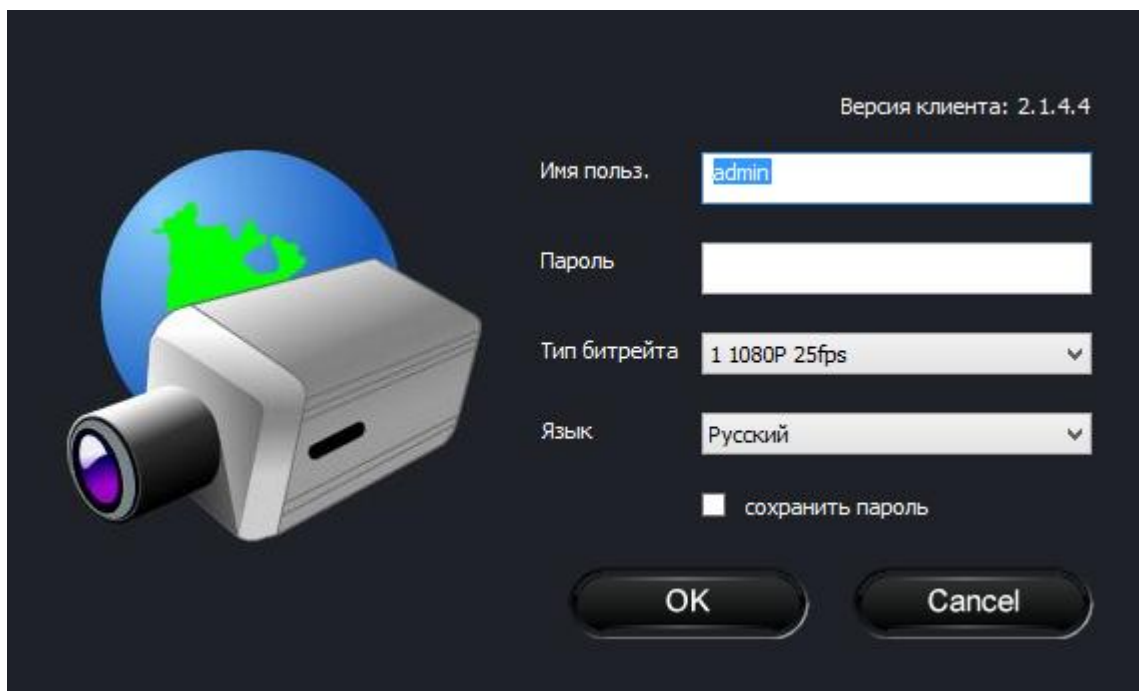 Версия клиента: 2.1.4.4
Имя польз.
admin
Пароль
Тип битрейта
1 1080P 25fps
Язык
Русский
сохранить пароль
OK
Cancel